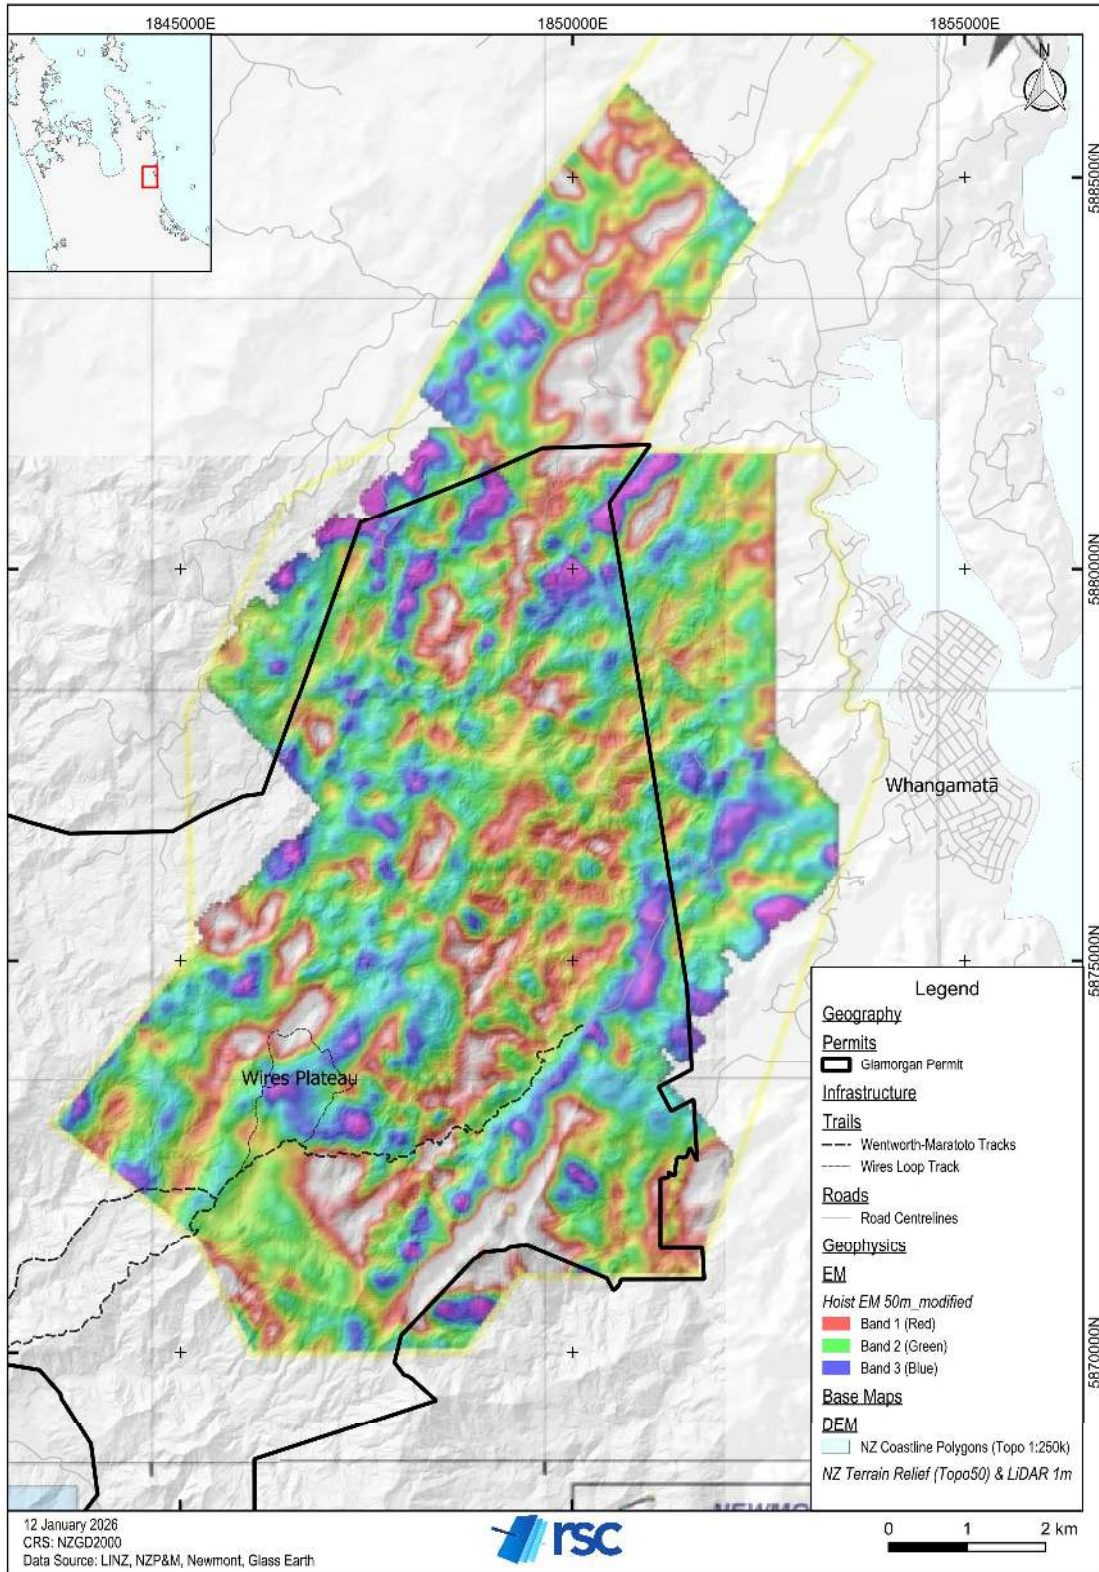 1845000E
1850000E
1855000E
N
5885000N
5880000N
Whangamatā
5875000N
Wires Plateau
Legend
Geography
Permits
Glamorgan Permit
Infrastructure
Trails
Wentworth-Maratoto Tracks
Wires Loop Track
Roads
Road Centrelines
Geophysics
EM
Hoist EM 50m_modified
Band 1 (Red)
Band 2 (Green)
Band 3 (Blue)
Base Maps
DEM
NZ Coastline Polygons (Topo 1:250k)
NZ Terrain Relief (Topo50) & LiDAR 1m
5870000N
12 January 2026
CRS: NZGD2000
Data Source: LINZ, NZP&M, Newmont, Glass Earth
rsc
0 1 2 km